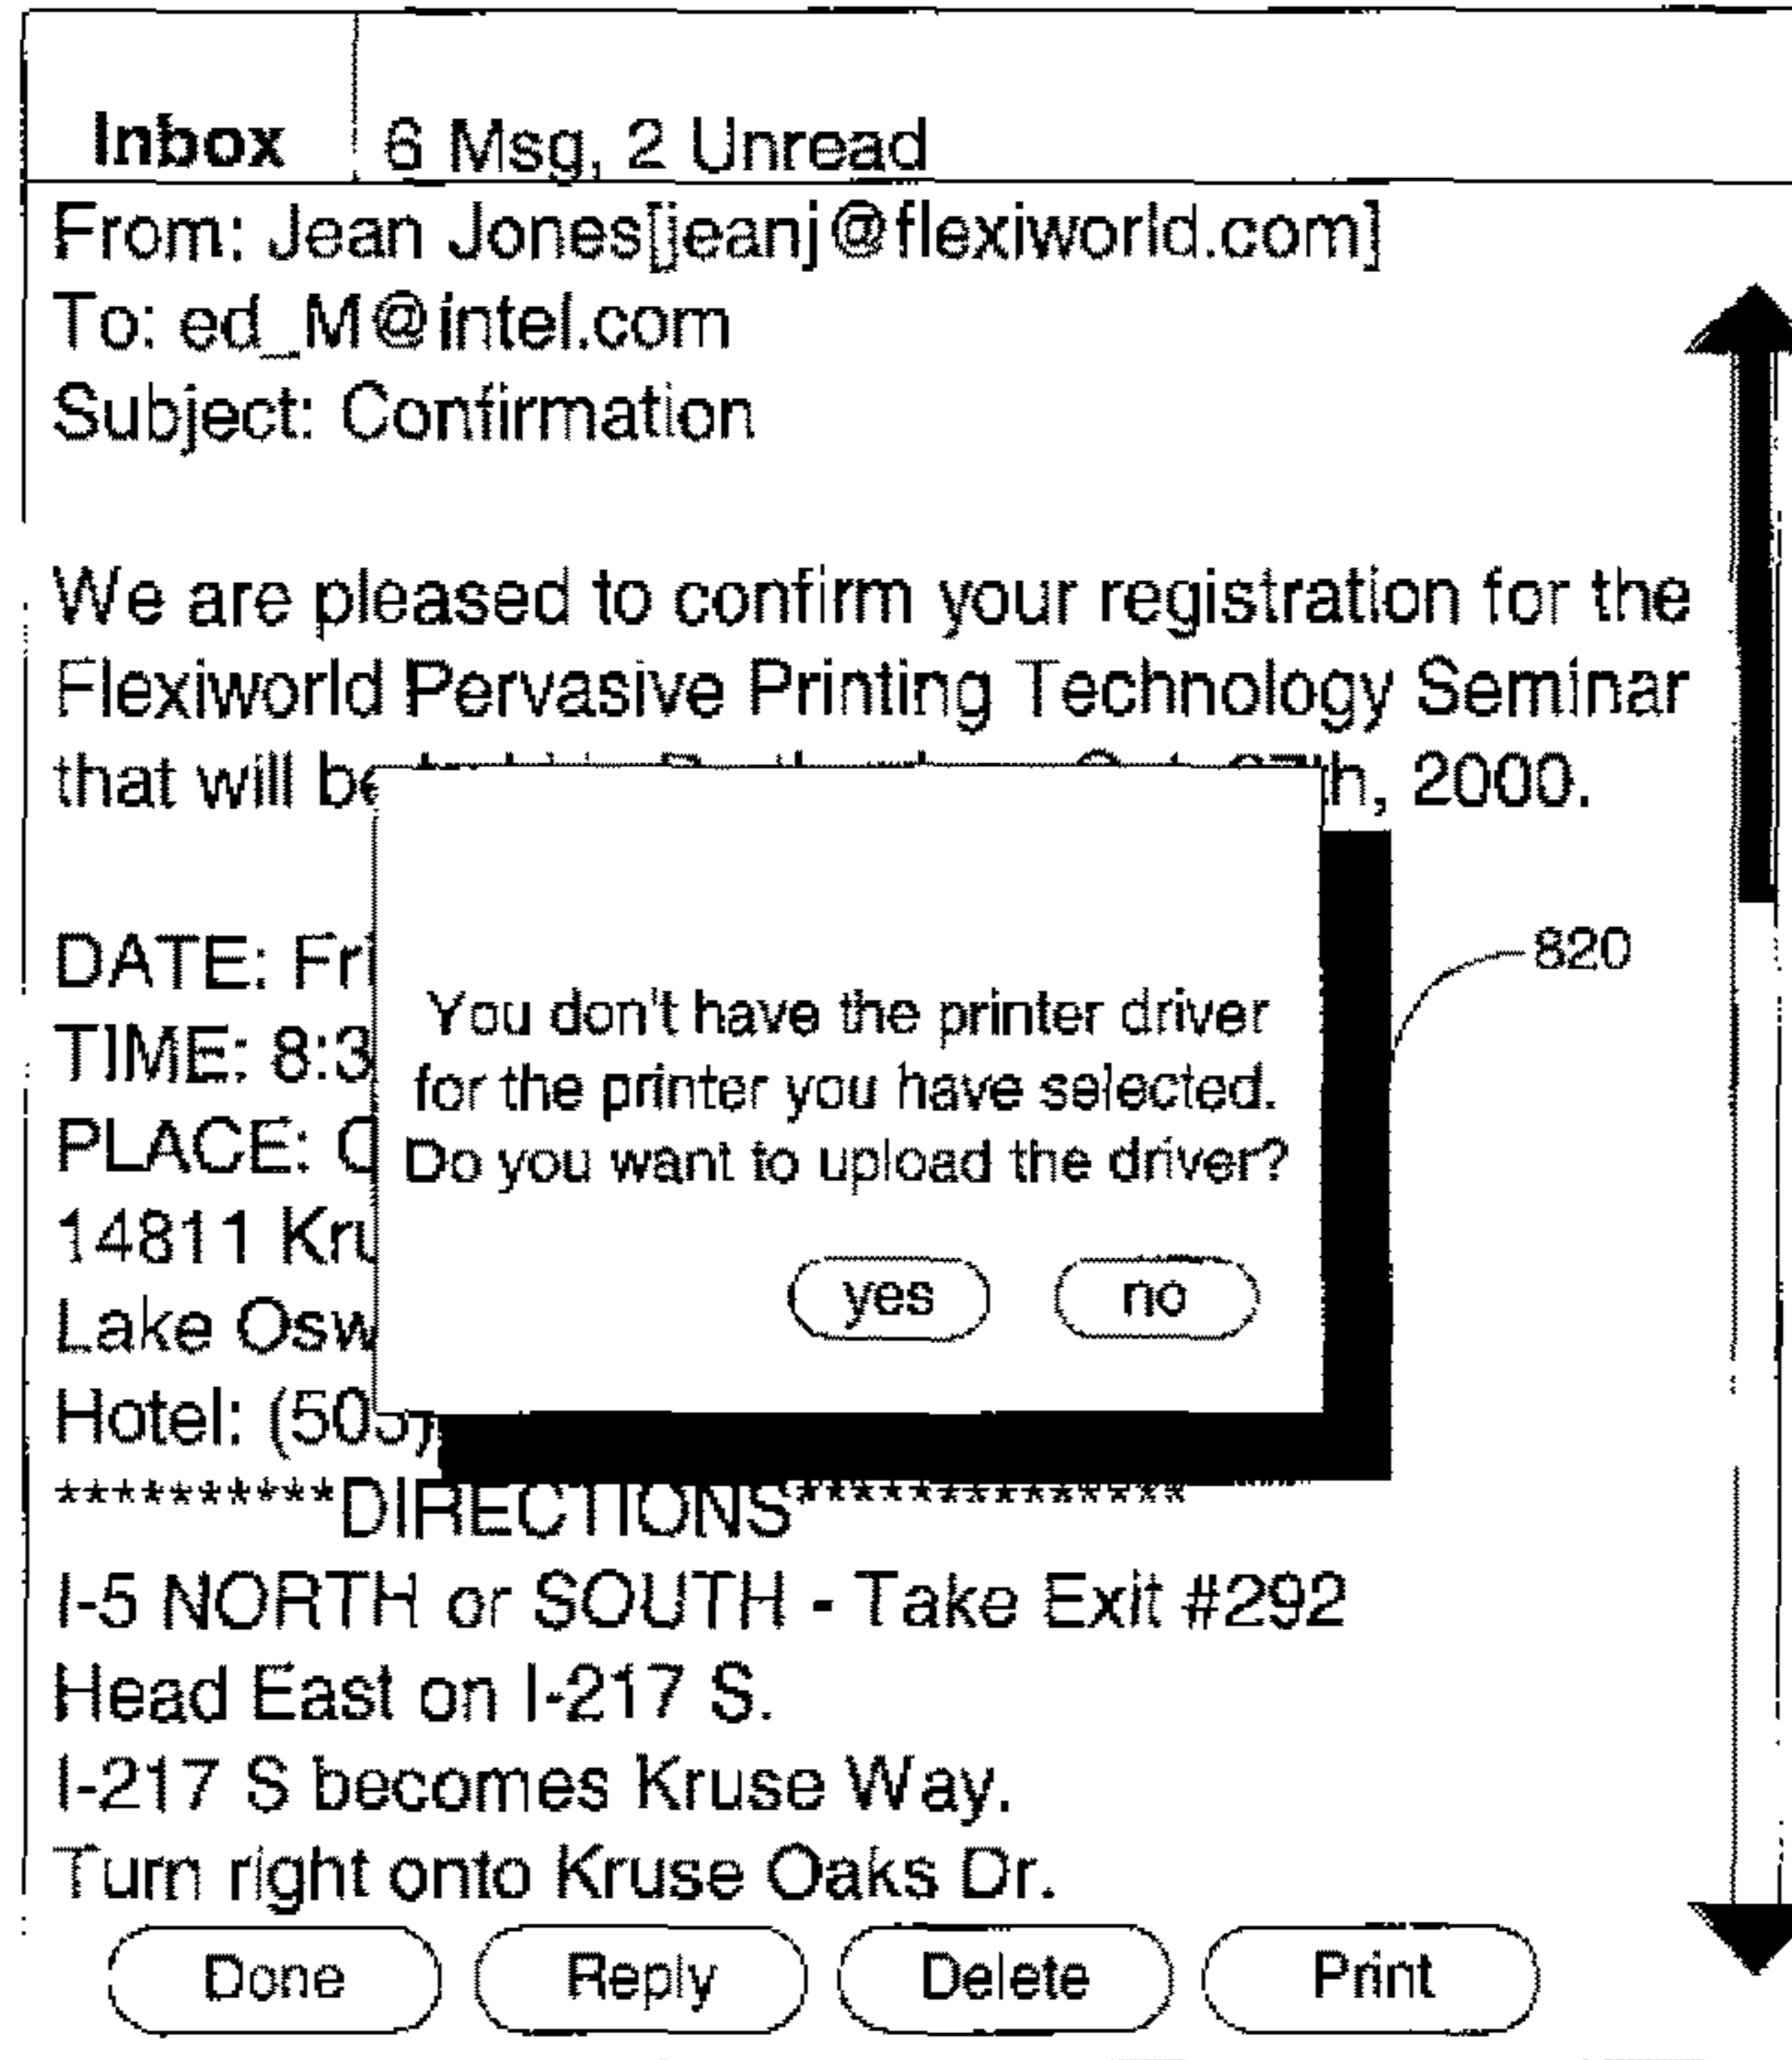 Inbox 6 Msg, 2 Unread
From: Jean Jones[jeanj@flexiworld.com]
To: ed_M@intel.com
Subject: Confirmation
We are pleased to confirm your registration for the
Flexiworld Pervasive Printing Technology Seminar
that will be h, 2000.
DATE: Fri
TIME: 8:3
PLACE:
14811 Kru
Lake Osw
Hotel: (503)
You don't have the printer driver
for the printer you have selected.
Do you want to upload the driver?
yes no
820
**********DIRECTIONS**************
I-5 NORTH or SOUTH - Take Exit #292
Head East on I-217 S.
I-217 S becomes Kruse Way.
Turn right onto Kruse Oaks Dr.
Done Reply Delete Print